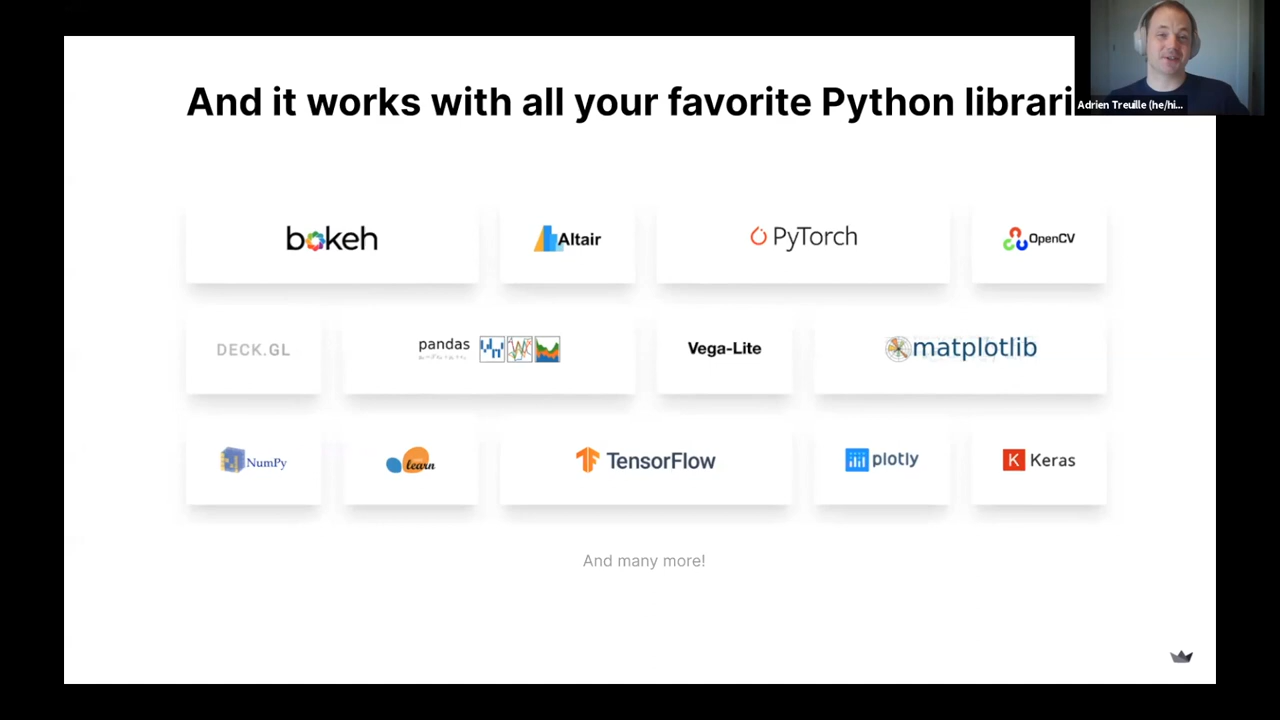 And it works with all your favorite Python librari
Adrien Treuille (he/hi...
bokeh
Altair
PyTorch
OpenCV
DECK.GL
pandas
Vega-Lite
matplotlib
NumPy
learn
TensorFlow
plotly
K Keras
And many more!